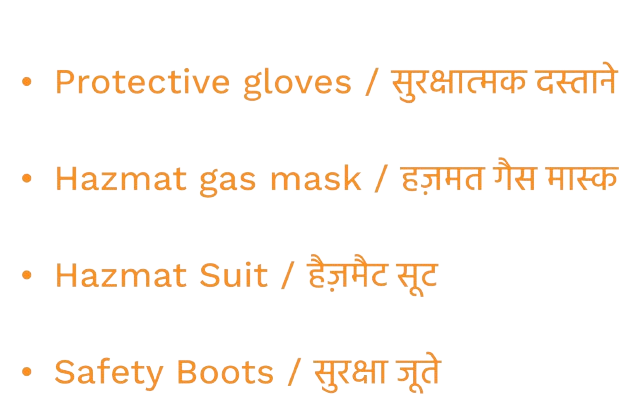 • Protective gloves / सुरक्षात्मक दस्ताने
• Hazmat gas mask / हज़मत गैस मास्क
• Hazmat Suit / हैज़मैट सूट
• Safety Boots / सुरक्षा जूते